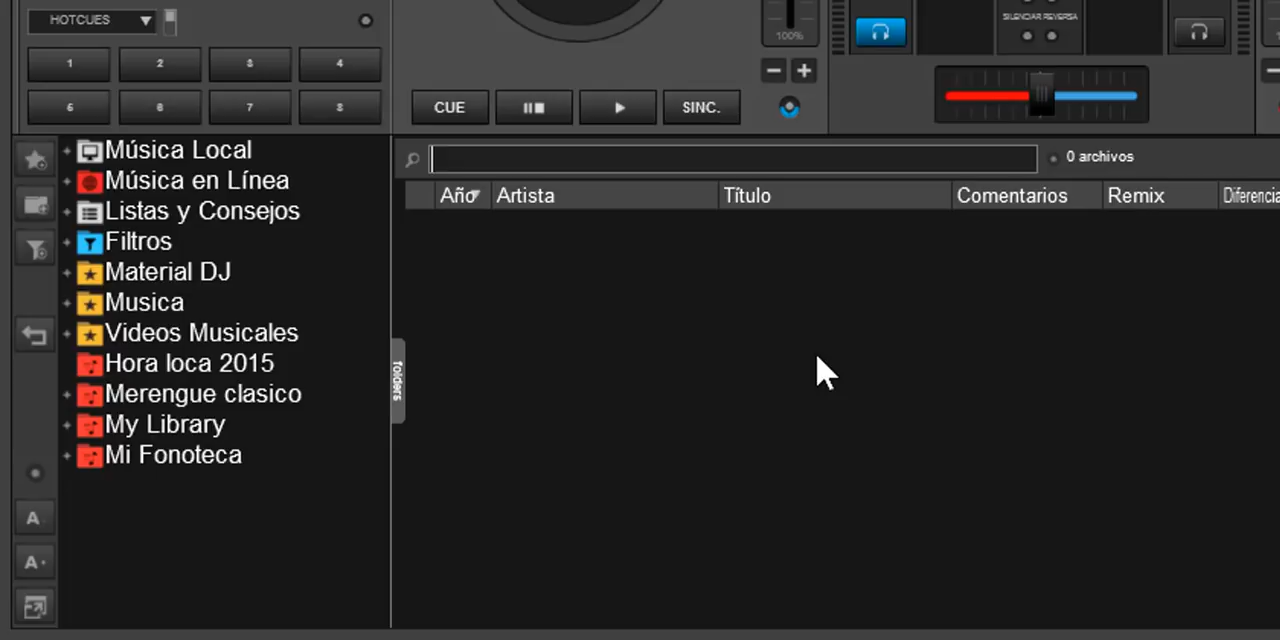 HOTCUES
1 2 3 4
5 6 7 8
CUE
SINC.
100%
SILENCIAR REVERSA
Música Local
Música en Línea
Listas y Consejos
Filtros
Material DJ
Musica
Videos Musicales
Hora loca 2015
Merengue clasico
My Library
Mi Fonoteca
A
A+
folders
0 archivos
Año Artista Título Comentarios Remix Diferencia